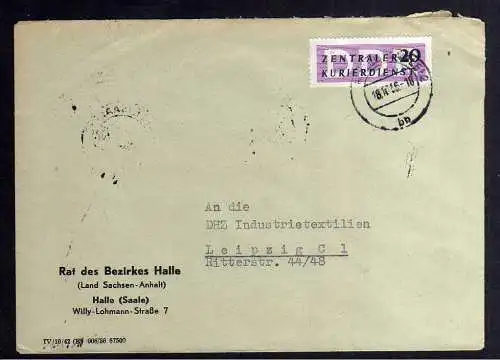 ZENTRALER 20
DDR
KURIERDIENST
bp
An die
DHZ Industrietextilien
Leipzig C 1
Ritterstr. 44/48
Rat des Bezirkes Halle
(Land Sachsen-Anhalt)
Halle (Saale)
Willy-Lohmann-Straße 7